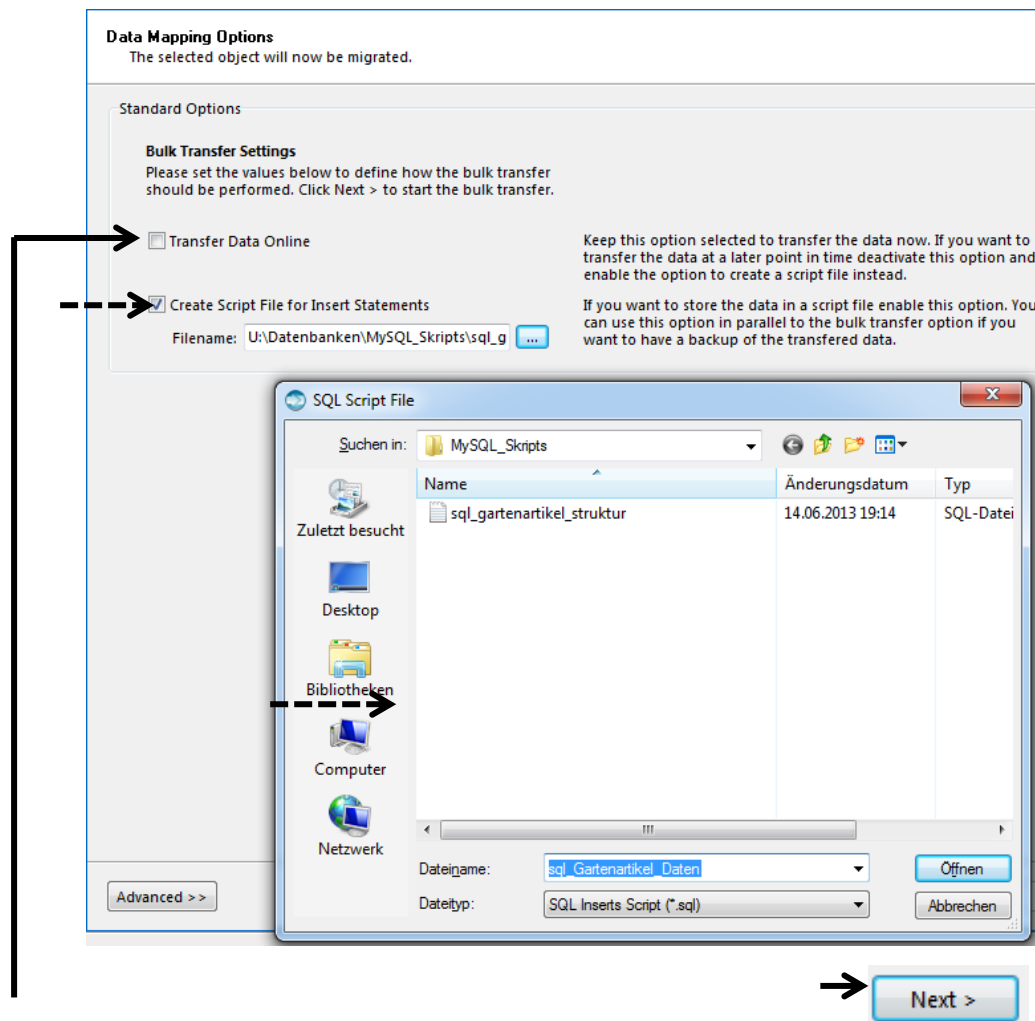 Data Mapping Options
The selected object will now be migrated.
Standard Options
Bulk Transfer Settings
Please set the values below to define how the bulk transfer
should be performed. Click Next > to start the bulk transfer.
Transfer Data Online
Keep this option selected to transfer the data now. If you want to
transfer the data at a later point in time deactivate this option and
enable the option to create a script file instead.
Create Script File for Insert Statements
If you want to store the data in a script file enable this option. You
can use this option in parallel to the bulk transfer option if you
want to have a backup of the transfered data.
Filename: U:\Datenbanken\MySQL_Skripts\sql_g ...
SQL Script File
Suchen in: MySQL_Skripts
Name Änderungsdatum Typ
sql_gartenartikel_struktur 14.06.2013 19:14 SQL-Datei
Zuletzt besucht
Desktop
Bibliotheken
Computer
Netzwerk
Dateiname: sql_Gartenartikel_Daten Öffnen
Dateityp: SQL Inserts Script (*.sql) Abbrechen
Advanced >>
Next >